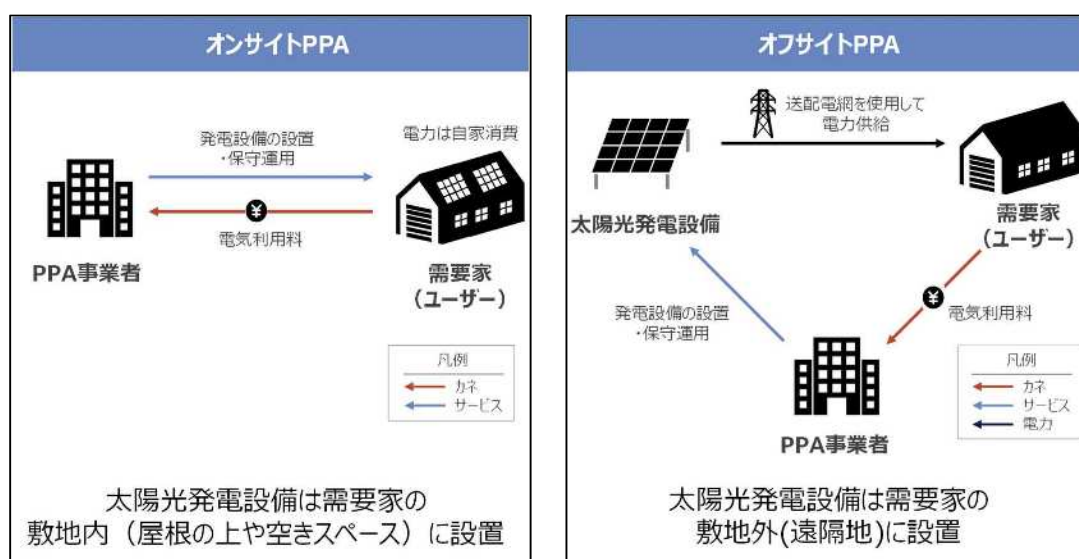 オンサイトPPA
発電設備の設置
・保守運用
電力は自家消費
¥
電気利用料
PPA事業者
需要家
（ユーザー）
凡例
カネ
サービス
太陽光発電設備は需要家の
敷地内（屋根の上や空きスペース）に設置
オフサイトPPA
送配電網を使用して
電力供給
太陽光発電設備
需要家
（ユーザー）
発電設備の設置
・保守運用
¥
電気利用料
PPA事業者
凡例
カネ
サービス
電力
太陽光発電設備は需要家の
敷地外(遠隔地)に設置